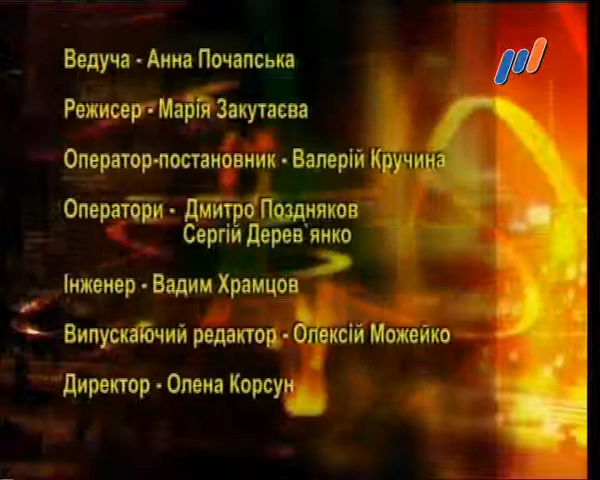 Ведуча - Анна Почапська
Режисер - Марія Закутаєва
Оператор-постановник - Валерій Кручина
Оператори - Дмитро Поздняков
Сергій Дерев`янко
Інженер - Вадим Храмцов
Випускаючий редактор - Олексій Можейко
Директор - Олена Корсун